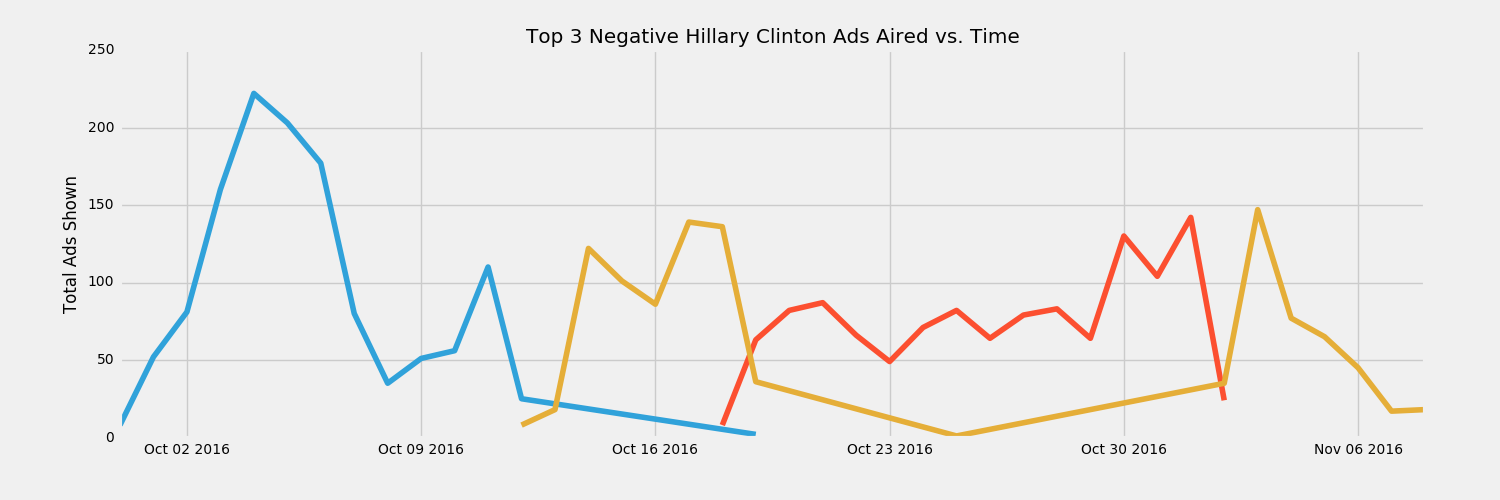 Top 3 Negative Hillary Clinton Ads Aired vs. Time
Total Ads Shown
250
200
150
100
50
0
Oct 02 2016
Oct 09 2016
Oct 16 2016
Oct 23 2016
Oct 30 2016
Nov 06 2016